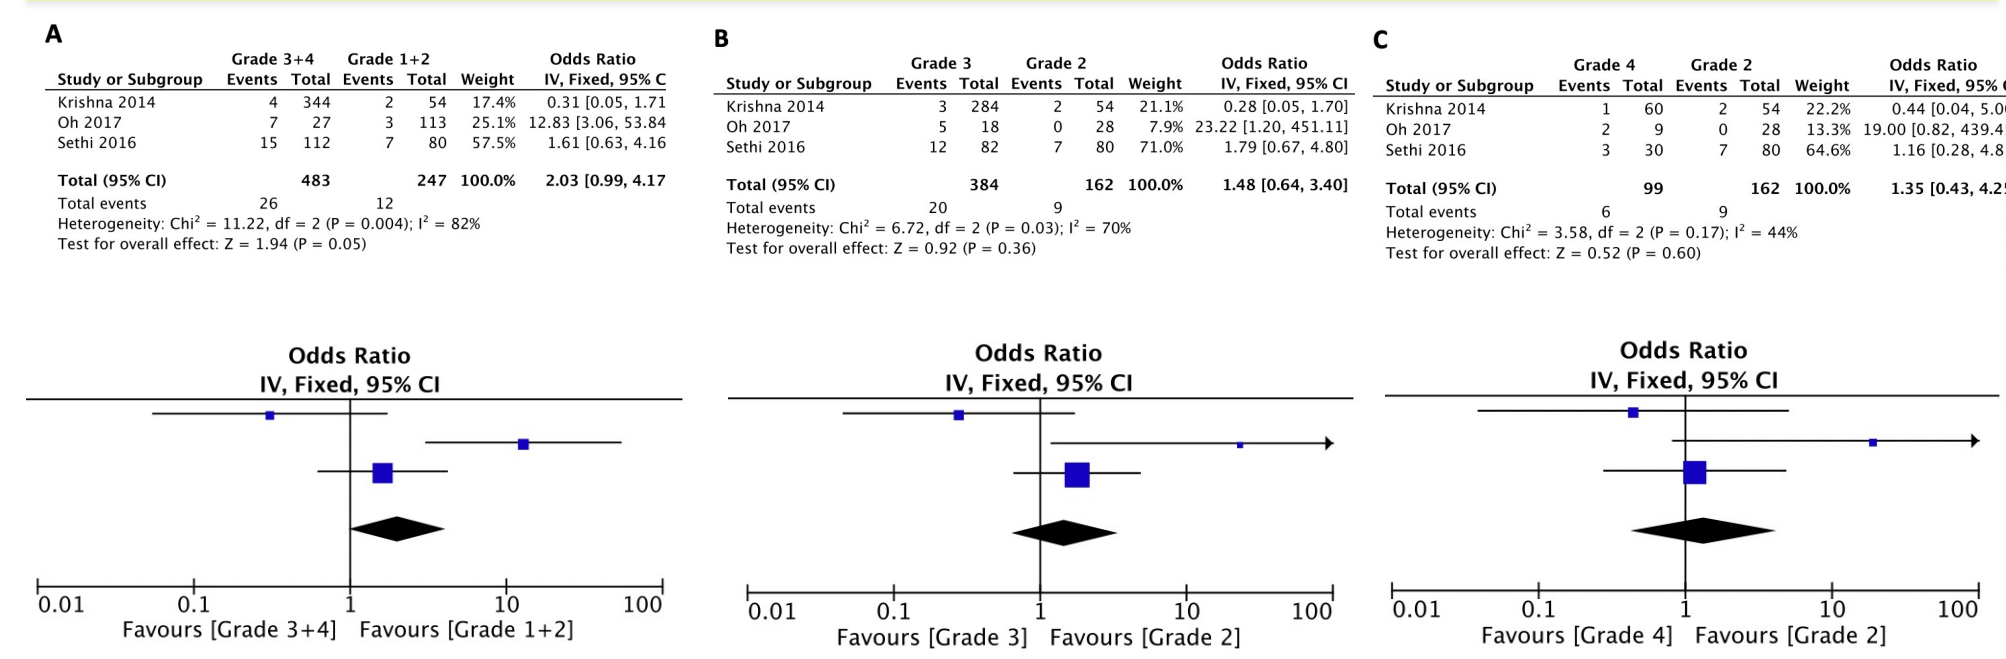 A
Grade 3+4 Grade 1+2 Odds Ratio
Study or Subgroup Events Total Events Total Weight IV, Fixed, 95% C
Krishna 2014 4 344 2 54 17.4% 0.31 [0.05, 1.71
Oh 2017 7 27 3 113 25.1% 12.83 [3.06, 53.84
Sethi 2016 15 112 7 80 57.5% 1.61 [0.63, 4.16
Total (95% CI) 483 247 100.0% 2.03 [0.99, 4.17
Total events 26 12
Heterogeneity: Chi² = 11.22, df = 2 (P = 0.004); I² = 82%
Test for overall effect: Z = 1.94 (P = 0.05)
Odds Ratio
IV, Fixed, 95% CI
0.01 0.1 1 10 100
Favours [Grade 3+4] Favours [Grade 1+2]
B
Grade 3 Grade 2 Odds Ratio
Study or Subgroup Events Total Events Total Weight IV, Fixed, 95% CI
Krishna 2014 3 284 2 54 21.1% 0.28 [0.05, 1.70]
Oh 2017 5 18 0 28 7.9% 23.22 [1.20, 451.11]
Sethi 2016 12 82 7 80 71.0% 1.79 [0.67, 4.80]
Total (95% CI) 384 162 100.0% 1.48 [0.64, 3.40]
Total events 20 9
Heterogeneity: Chi² = 6.72, df = 2 (P = 0.03); I² = 70%
Test for overall effect: Z = 0.92 (P = 0.36)
Odds Ratio
IV, Fixed, 95% CI
0.01 0.1 1 10 100
Favours [Grade 3] Favours [Grade 2]
C
Grade 4 Grade 2 Odds Ratio
Study or Subgroup Events Total Events Total Weight IV, Fixed, 95%
Krishna 2014 1 60 2 54 22.2% 0.44 [0.04, 5.0
Oh 2017 2 9 0 28 13.3% 19.00 [0.82, 439.4
Sethi 2016 3 30 7 80 64.6% 1.16 [0.28, 4.8
Total (95% CI) 99 162 100.0% 1.35 [0.43, 4.2
Total events 6 9
Heterogeneity: Chi² = 3.58, df = 2 (P = 0.17); I² = 44%
Test for overall effect: Z = 0.52 (P = 0.60)
Odds Ratio
IV, Fixed, 95% CI
0.01 0.1 1 10 100
Favours [Grade 4] Favours [Grade 2]